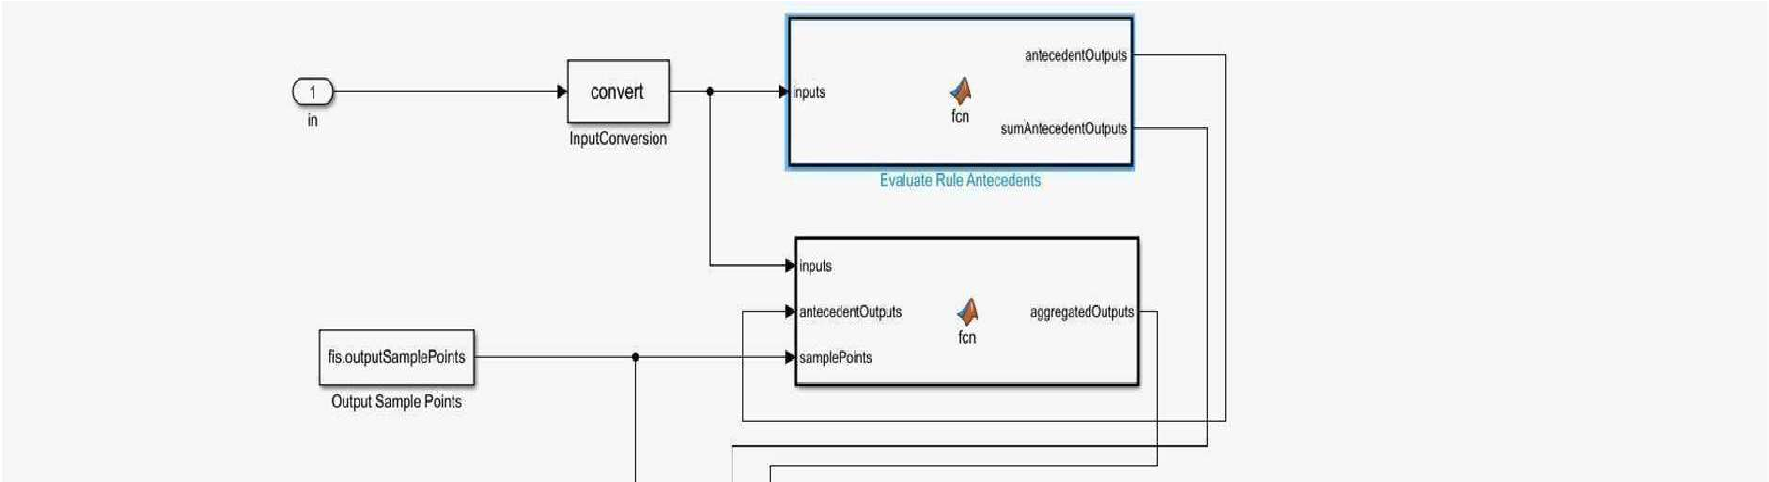 1
in
convert
InputConversion
inputs
fcn
antecedentOutputs
sumAntecedentOutputs
Evaluate Rule Antecedents
inputs
antecedentOutputs
samplePoints
fcn
aggregatedOutputs
fis.outputSamplePoints
Output Sample Points